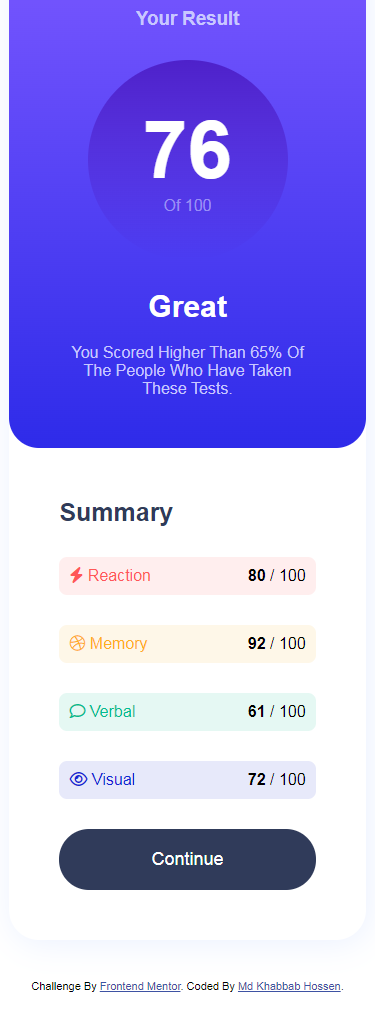 Your Result
76
Of 100
Great
You Scored Higher Than 65% Of
The People Who Have Taken
These Tests.
Summary
Reaction 80 / 100
Memory 92 / 100
Verbal 61 / 100
Visual 72 / 100
Continue
Challenge By Frontend Mentor. Coded By Md Khabbab Hossen.